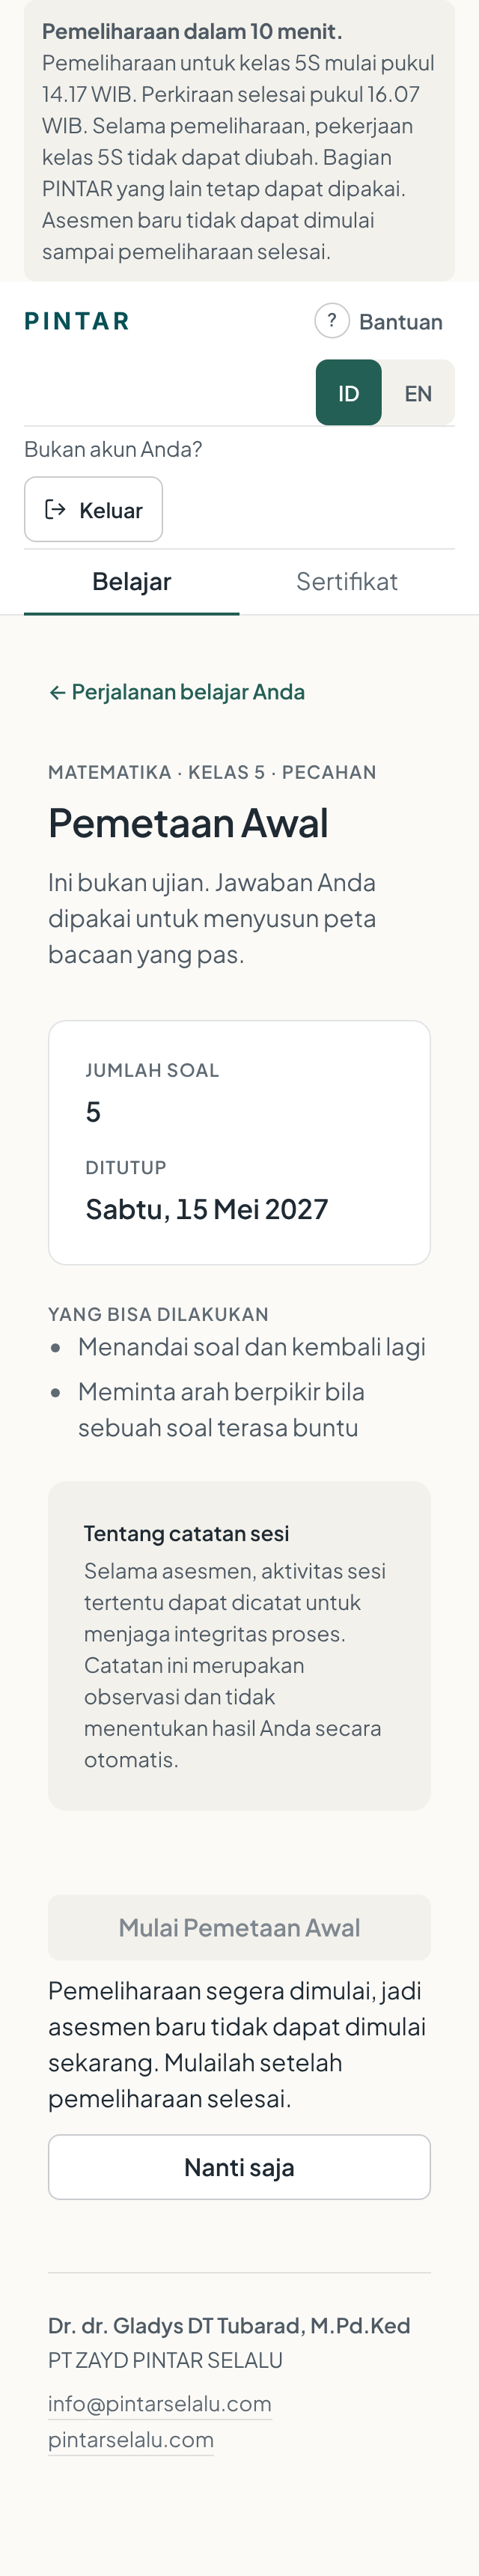 Pemeliharaan dalam 10 menit.
Pemeliharaan untuk kelas 5S mulai pukul
14.17 WIB. Perkiraan selesai pukul 16.07
WIB. Selama pemeliharaan, pekerjaan
kelas 5S tidak dapat diubah. Bagian
PINTAR yang lain tetap dapat dipakai.
Asesmen baru tidak dapat dimulai
sampai pemeliharaan selesai.
PINTAR
? Bantuan
ID EN
Bukan akun Anda?
Keluar
Belajar Sertifikat
← Perjalanan belajar Anda
MATEMATIKA · KELAS 5 · PECAHAN
Pemetaan Awal
Ini bukan ujian. Jawaban Anda
dipakai untuk menyusun peta
bacaan yang pas.
JUMLAH SOAL
5
DITUTUP
Sabtu, 15 Mei 2027
YANG BISA DILAKUKAN
• Menandai soal dan kembali lagi
• Meminta arah berpikir bila
sebuah soal terasa buntu
Tentang catatan sesi
Selama asesmen, aktivitas sesi
tertentu dapat dicatat untuk
menjaga integritas proses.
Catatan ini merupakan
observasi dan tidak
menentukan hasil Anda secara
otomatis.
Mulai Pemetaan Awal
Pemeliharaan segera dimulai, jadi
asesmen baru tidak dapat dimulai
sekarang. Mulailah setelah
pemeliharaan selesai.
Nanti saja
Dr. dr. Gladys DT Tubarad, M.Pd.Ked
PT ZAYD PINTAR SELALU
info@pintarselalu.com
pintarselalu.com